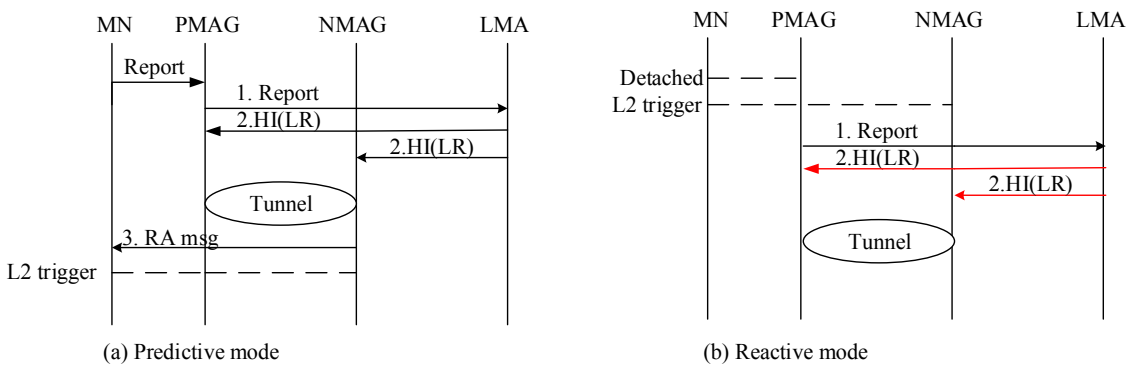 MN PMAG NMAG LMA
Report
1. Report
2.HI(LR)
2.HI(LR)
Tunnel
3. RA msg
L2 trigger
(a) Predictive mode
MN PMAG NMAG LMA
Detached
L2 trigger
1. Report
2.HI(LR)
2.HI(LR)
Tunnel
(b) Reactive mode